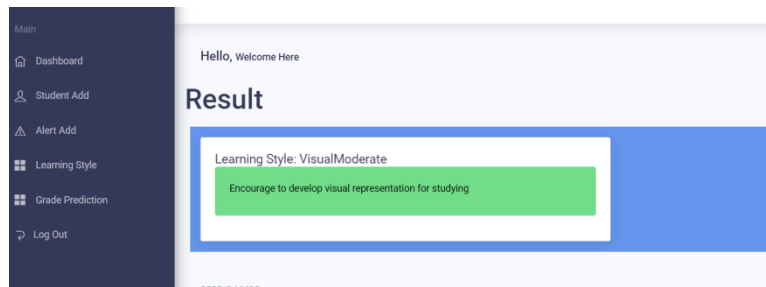 Main
Dashboard
Student Add
Alert Add
Learning Style
Grade Prediction
Log Out
Hello, Welcome Here
Result
Learning Style: VisualModerate
Encourage to develop visual representation for studying